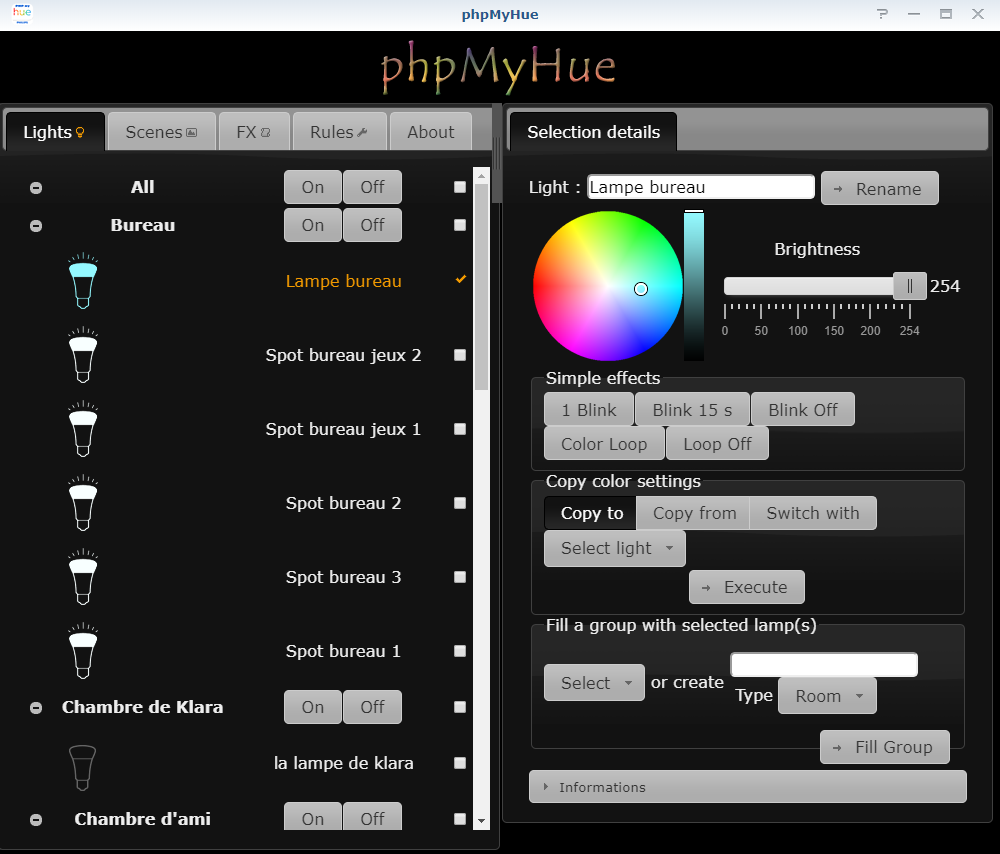 phpMyHue
phpMyHue
Lights Scenes FX Rules About
All On Off
Bureau On Off
Lampe bureau
Spot bureau jeux 2
Spot bureau jeux 1
Spot bureau 2
Spot bureau 3
Spot bureau 1
Chambre de Klara On Off
la lampe de klara
Chambre d'ami On Off
Selection details
Light : Lampe bureau Rename
Brightness
254
0 50 100 150 200 254
Simple effects
1 Blink Blink 15 s Blink Off
Color Loop Loop Off
Copy color settings
Copy to Copy from Switch with
Select light
Execute
Fill a group with selected lamp(s)
Select or create
Type Room
Fill Group
Informations